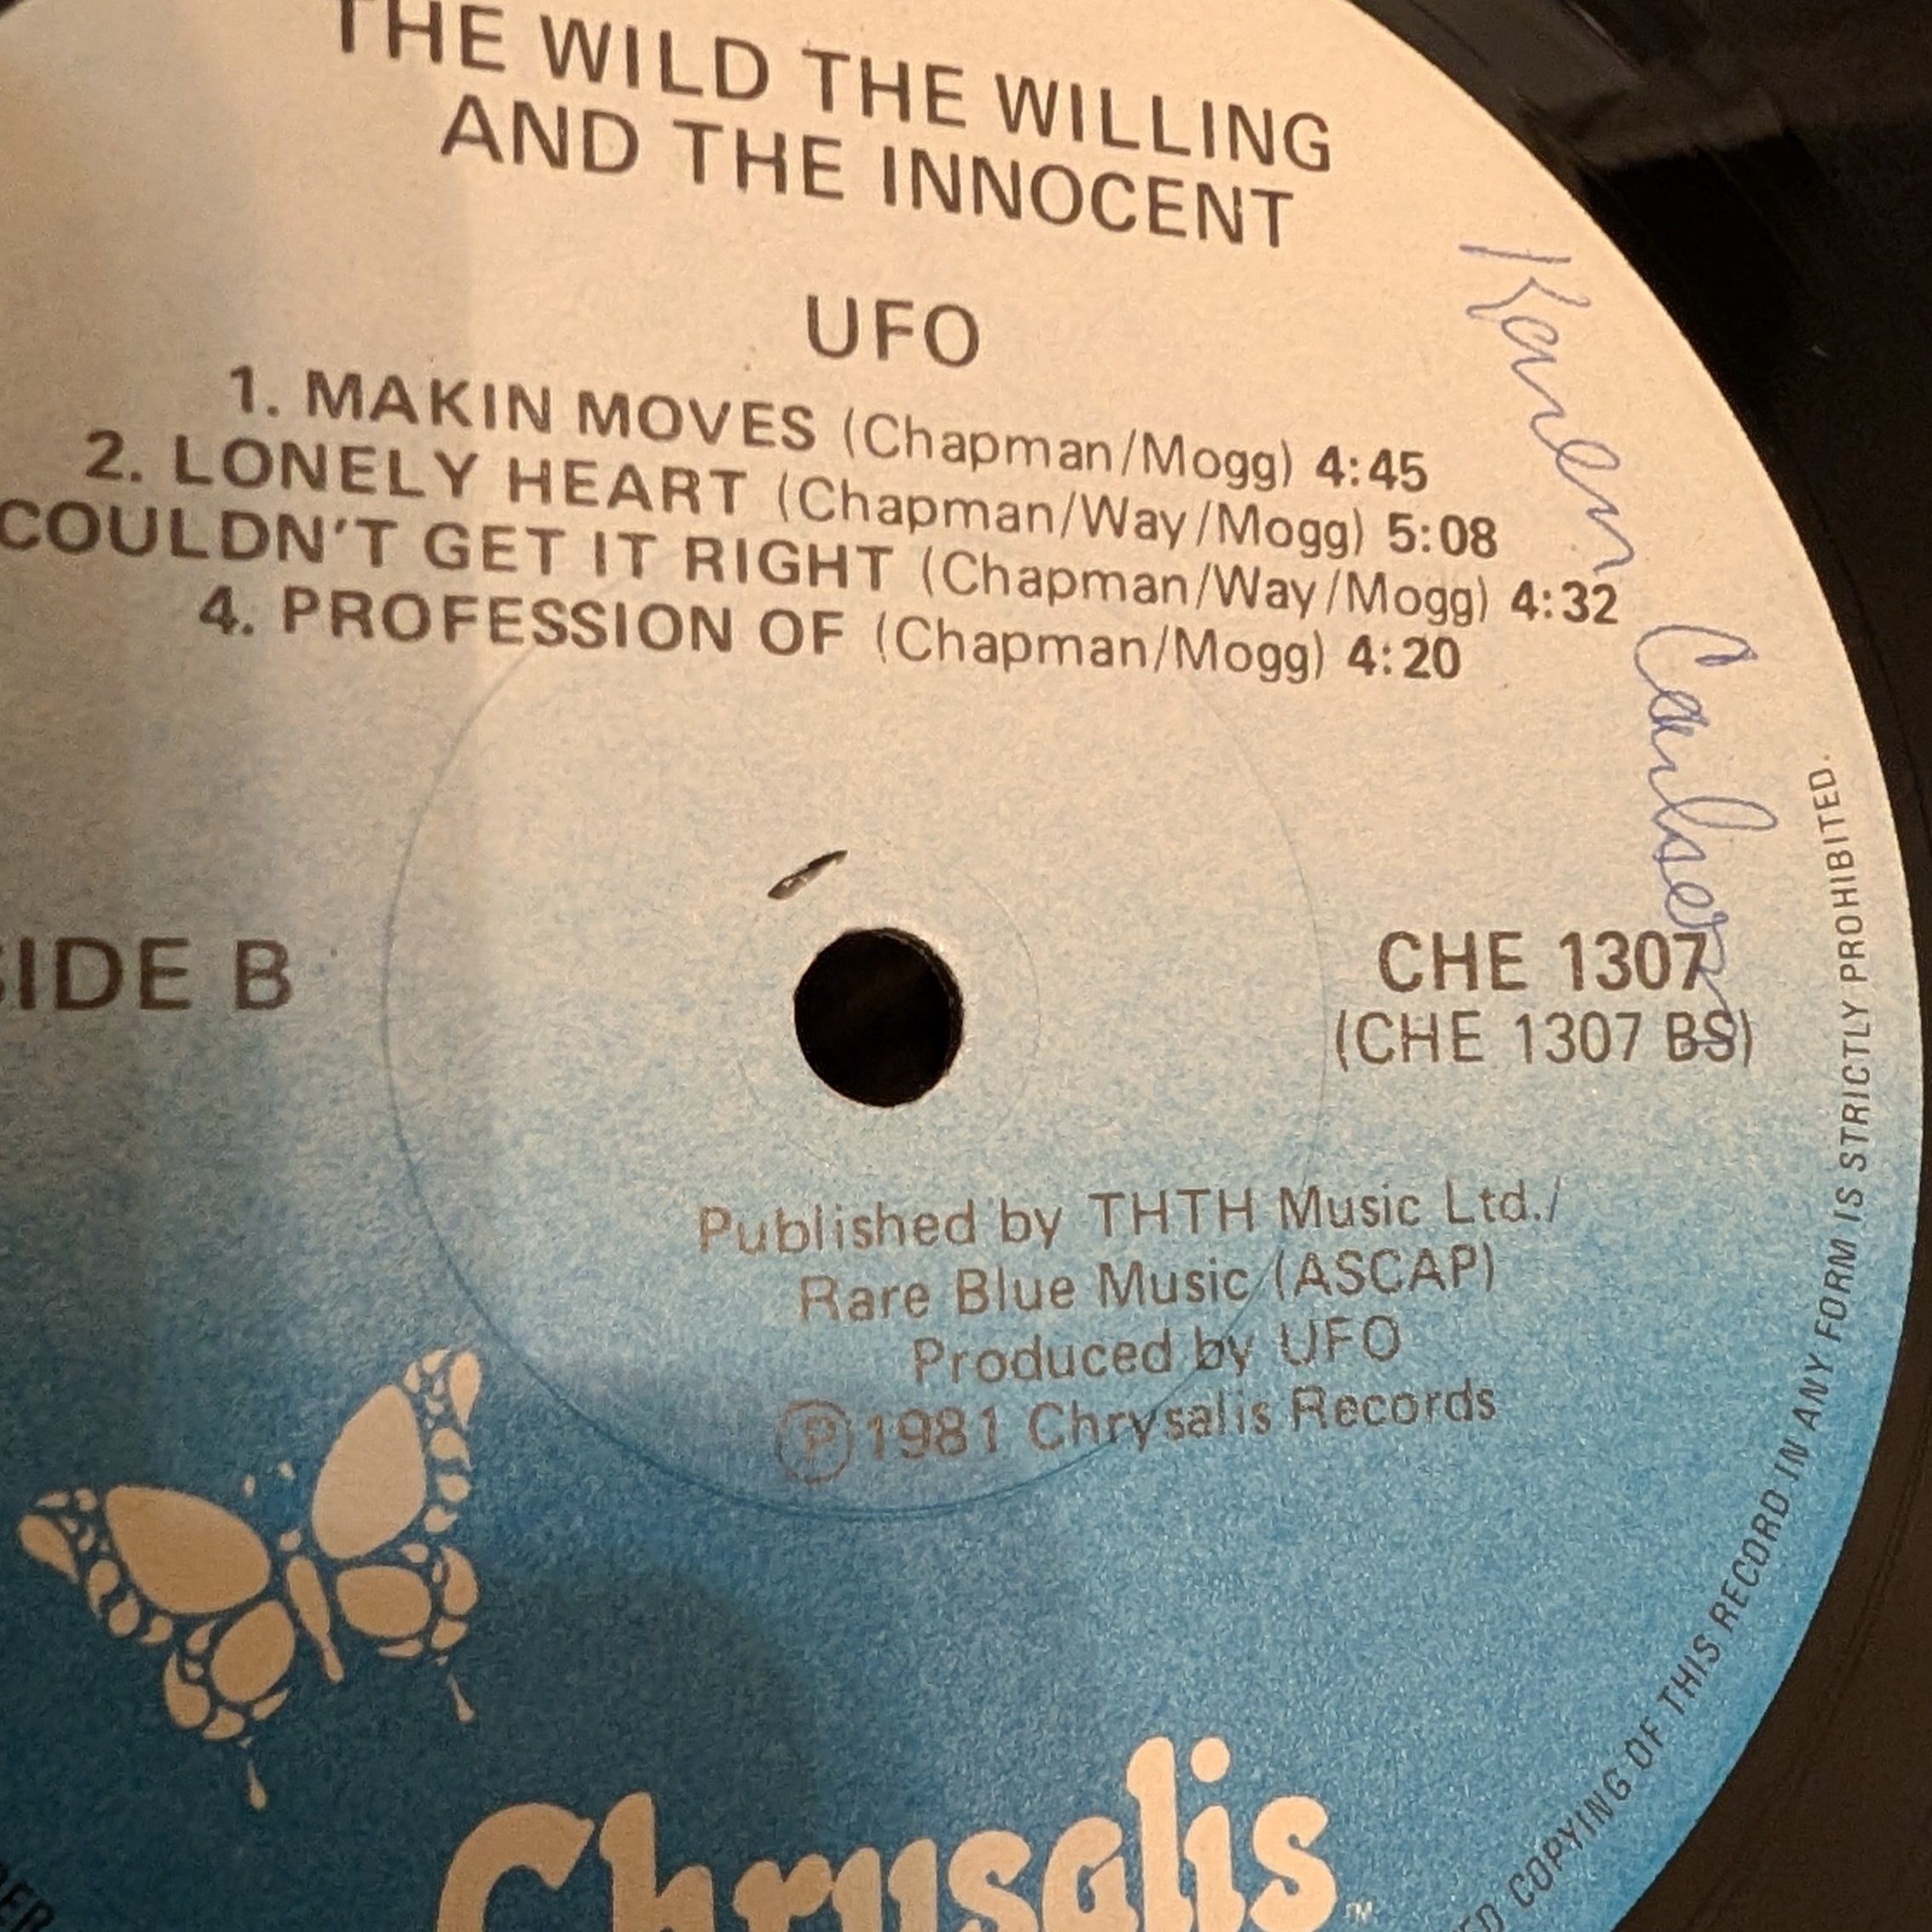 THE WILD THE WILLING
AND THE INNOCENT
UFO
1. MAKIN MOVES (Chapman/Mogg) 4:45
2. LONELY HEART (Chapman/Way/Mogg) 5:08
COULDN'T GET IT RIGHT (Chapman/Way/Mogg) 4:32
4. PROFESSION OF (Chapman/Mogg) 4:20
Karen
SIDE B
CHE 1307
(CHE 1307 BS)
Published by THTH Music Ltd./
Rare Blue Music (ASCAP)
Produced by UFO
Ⓟ 1981 Chrysalis Records
Chrysalis TM
COPYING OF THIS RECORD IN ANY FORM IS STRICTLY PROHIBITED.